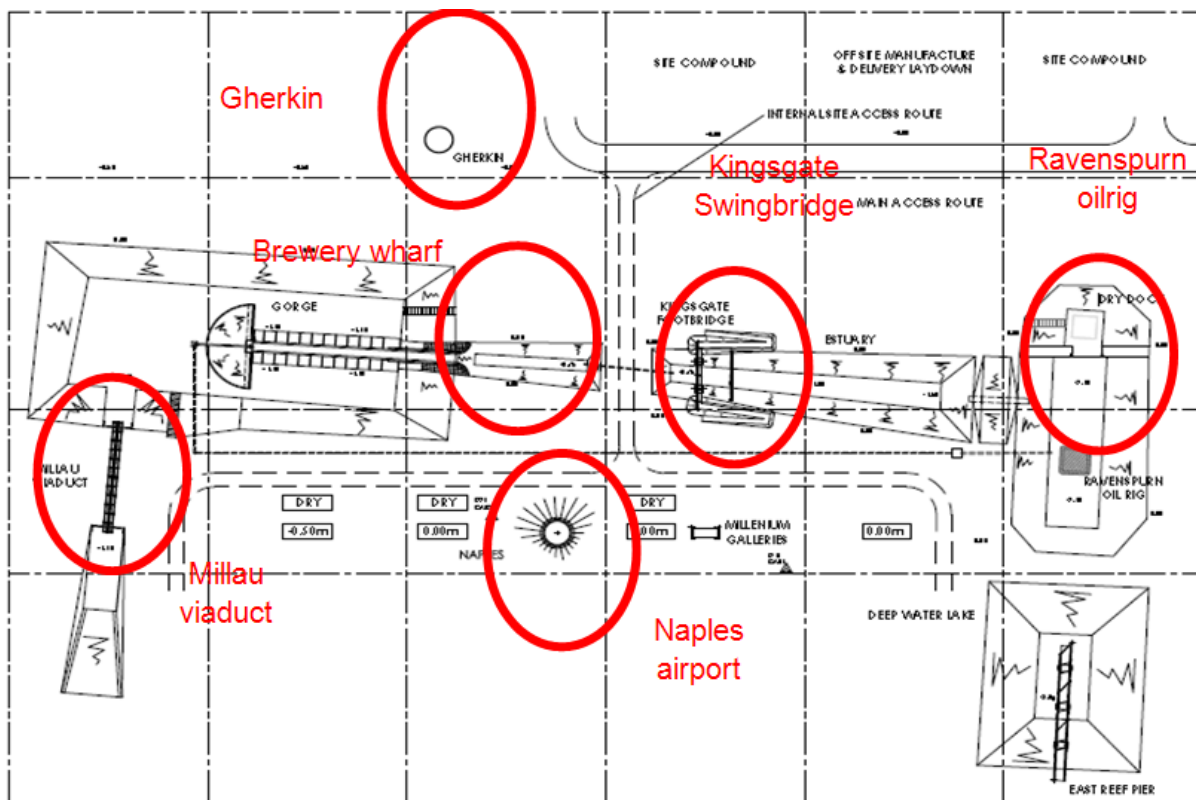 SITE COMPOUND
OFFSITE MANUFACTURE
& DELIVERY LAYDOWN
SITE COMPOUND
Gherkin
INTERNAL SITE ACCESS ROUTE
GHERKIN
Kingsgate
Swingbridge
Ravenspurn
oilrig
MAIN ACCESS ROUTE
Brewery wharf
GORGE
KINGSGATE
FOOTBRIDGE
DRY DOCK
ESTUARY
MILLAU
VIADUCT
RAVENSPURN
OIL RIG
DRY
DRY
DRY
-0.50m
0.00m
0.00m
MILLENIUM
GALLERIES
0.00m
NAPLES
Millau
viaduct
Naples
airport
DEEP WATER LAKE
EAST REEF PIER